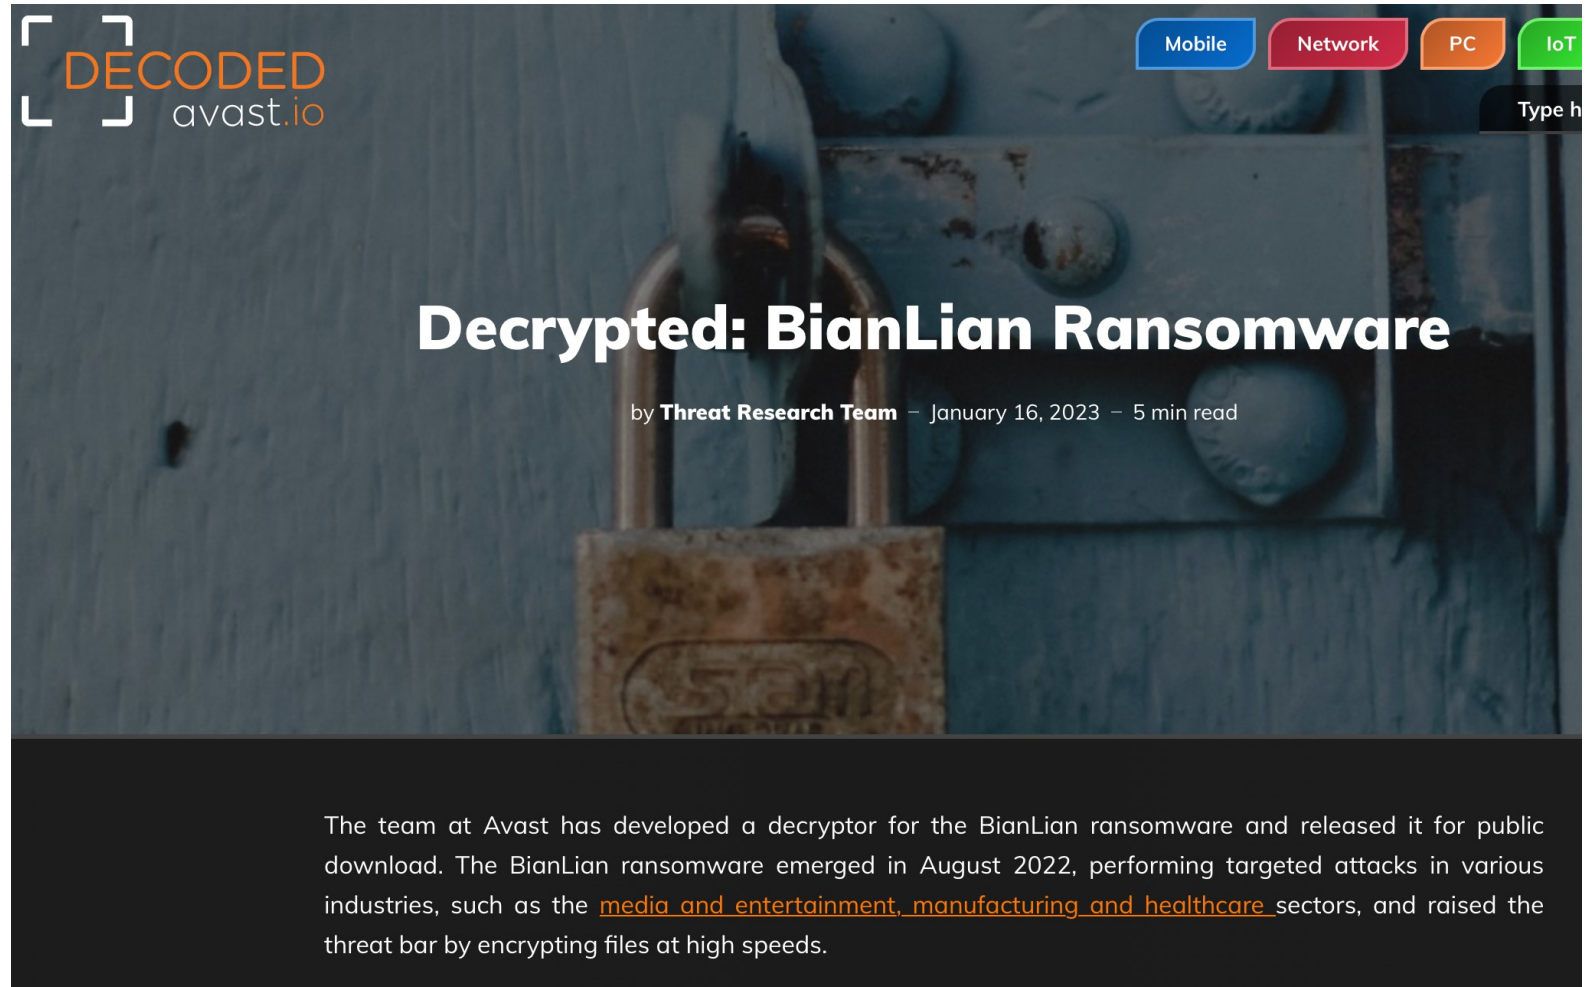 DECODED
avast.io
Mobile
Network
PC
IoT
Type h
Decrypted: BianLian Ransomware
by Threat Research Team – January 16, 2023 – 5 min read
The team at Avast has developed a decryptor for the BianLian ransomware and released it for public
download. The BianLian ransomware emerged in August 2022, performing targeted attacks in various
industries, such as the media and entertainment, manufacturing and healthcare sectors, and raised the
threat bar by encrypting files at high speeds.